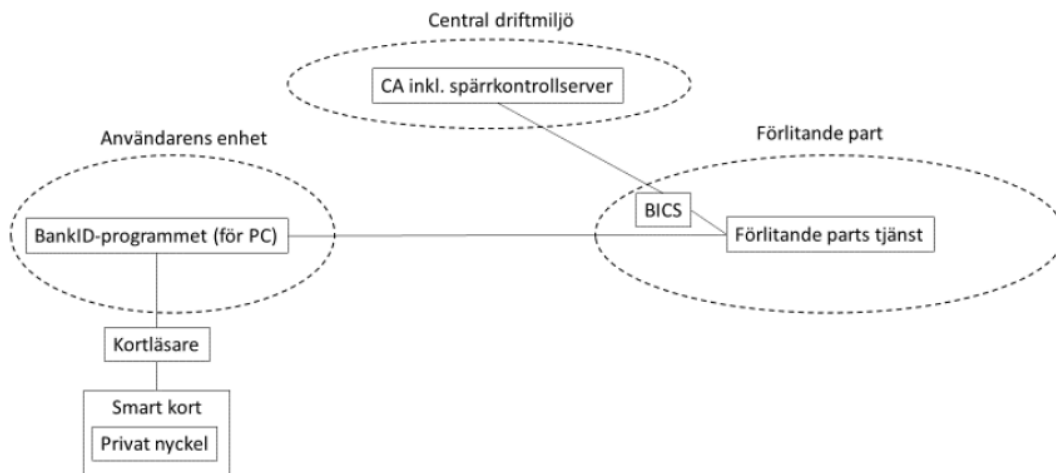 Central driftmiljö
CA inkl. spärrkontrollserver
Användarens enhet
Förlitande part
BICS
BankID-programmet (för PC)
Förlitande parts tjänst
Kortläsare
Smart kort
Privat nyckel